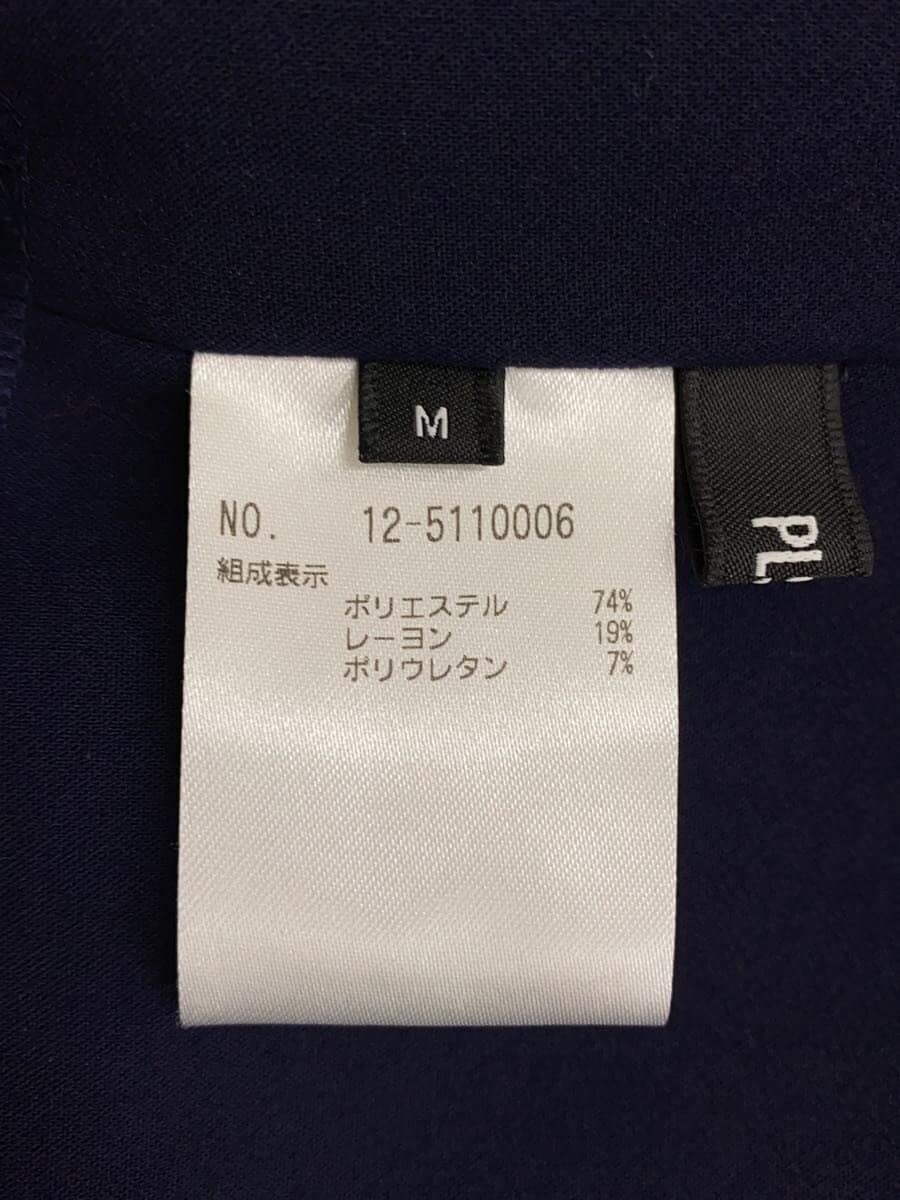 M
NO. 12-5110006
組成表示
ポリエステル 74%
レーヨン 19%
ポリウレタン 7%